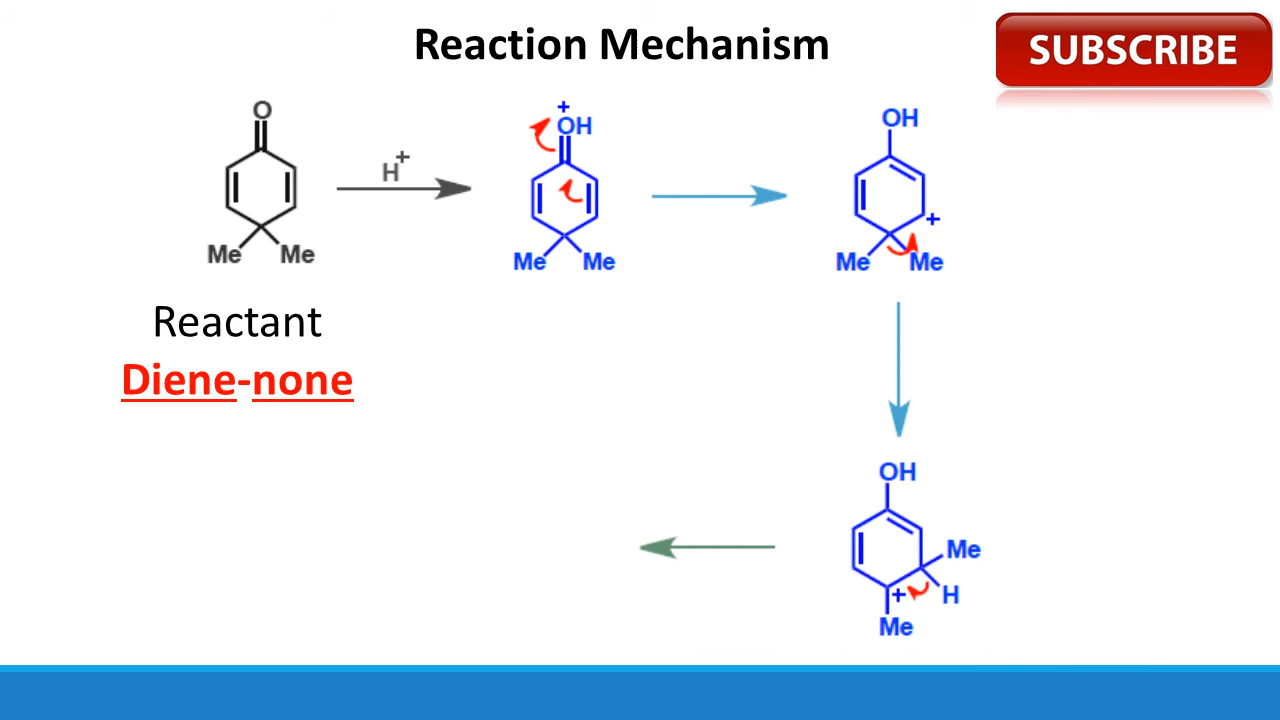 Reaction Mechanism
SUBSCRIBE
O
H+
Me Me
+
OH
Me Me
OH
+
Me Me
Reactant
Diene-none
OH
Me
+ H
Me